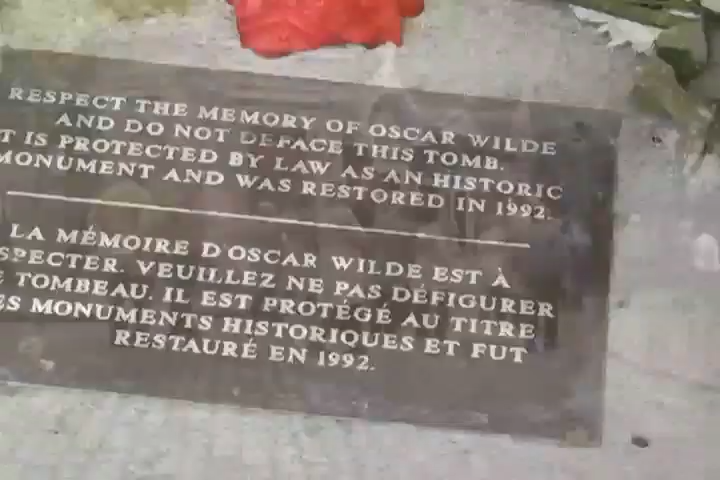 RESPECT THE MEMORY OF OSCAR WILDE
AND DO NOT DEFACE THIS TOMB.
T IS PROTECTED BY LAW AS AN HISTORIC
MONUMENT AND WAS RESTORED IN 1992.
LA MÉMOIRE D'OSCAR WILDE EST À
SPECTER. VEUILLEZ NE PAS DÉFIGURER
E TOMBEAU. IL EST PROTÉGÉ AU TITRE
ES MONUMENTS HISTORIQUES ET FUT
RESTAURÉ EN 1992.